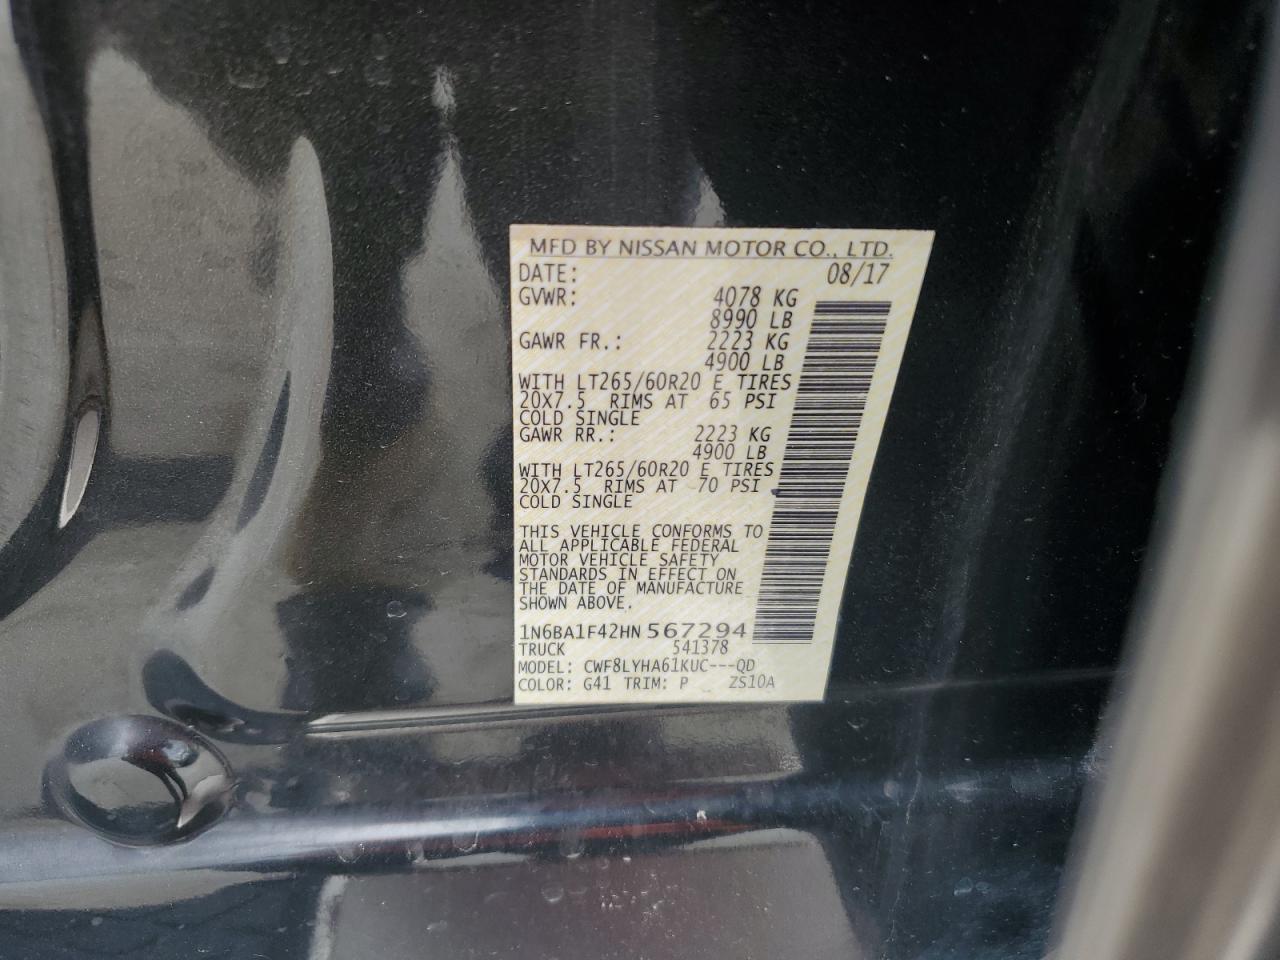 MFD BY NISSAN MOTOR CO., LTD.
DATE: 08/17
GVWR: 4078 KG
8990 LB
GAWR FR.: 2223 KG
4900 LB
WITH LT265/60R20 E TIRES
20X7.5 RIMS AT 65 PSI
COLD SINGLE
GAWR RR.: 2223 KG
4900 LB
WITH LT265/60R20 E TIRES
20X7.5 RIMS AT 70 PSI
COLD SINGLE
THIS VEHICLE CONFORMS TO
ALL APPLICABLE FEDERAL
MOTOR VEHICLE SAFETY
STANDARDS IN EFFECT ON
THE DATE OF MANUFACTURE
SHOWN ABOVE.
1N6BA1F42HN567294
TRUCK 541378
MODEL: CWF8LYHA61KUC---QD
COLOR: G41 TRIM: P ZS10A